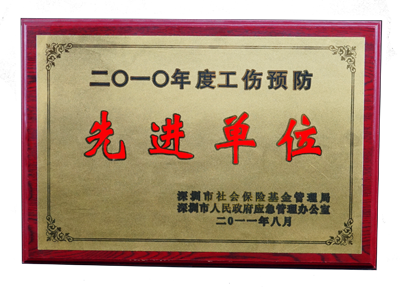 二〇一〇年度工伤预防
先进单位
深圳市社会保险基金管理局
深圳市人民政府应急管理办公室
二〇一一年八月